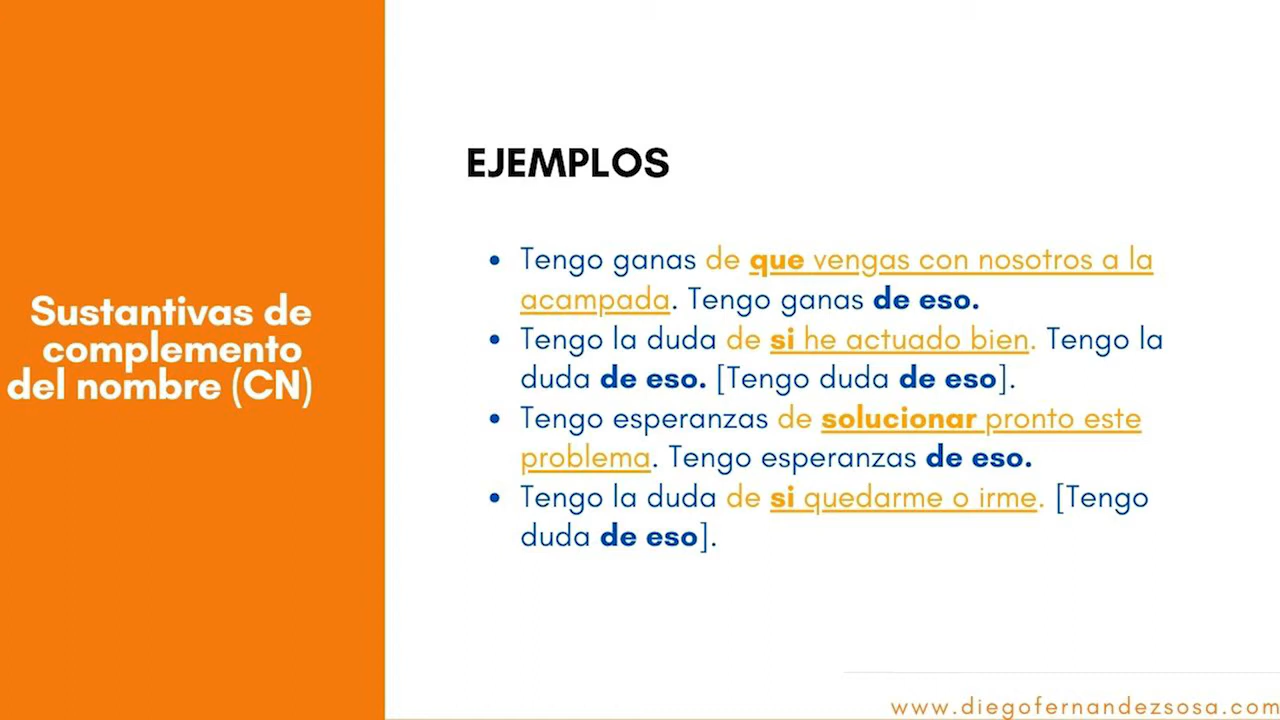 Sustantivas de
complemento
del nombre (CN)
EJEMPLOS
• Tengo ganas de que vengas con nosotros a la
acampada. Tengo ganas de eso.
• Tengo la duda de si he actuado bien. Tengo la
duda de eso. [Tengo duda de eso].
• Tengo esperanzas de solucionar pronto este
problema. Tengo esperanzas de eso.
• Tengo la duda de si quedarme o irme. [Tengo
duda de eso].
www.diegofernandezsosa.com